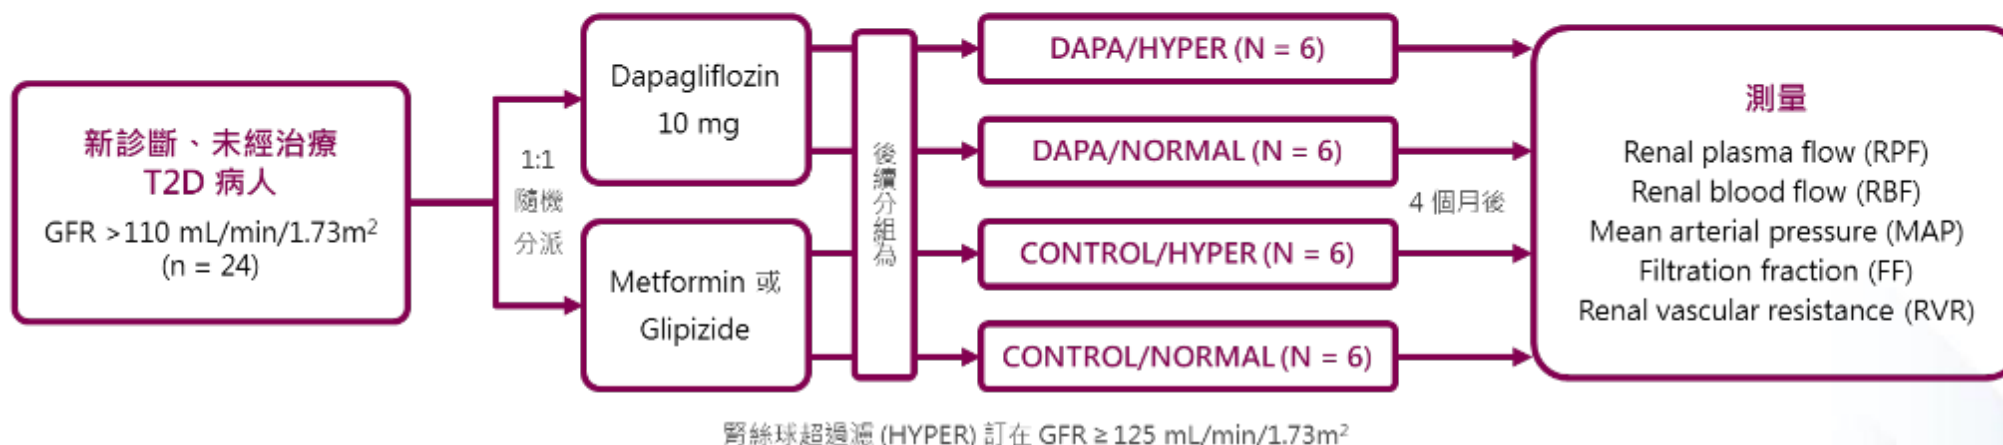 新診斷、未經治療
T2D 病人
GFR >110 mL/min/1.73m²
(n = 24)
1:1
隨機
分派
Dapagliflozin
10 mg
Metformin 或
Glipizide
後續分組為
DAPA/HYPER (N = 6)
DAPA/NORMAL (N = 6)
CONTROL/HYPER (N = 6)
CONTROL/NORMAL (N = 6)
4 個月後
測量
Renal plasma flow (RPF)
Renal blood flow (RBF)
Mean arterial pressure (MAP)
Filtration fraction (FF)
Renal vascular resistance (RVR)
腎絲球超過濾 (HYPER) 訂在 GFR ≥ 125 mL/min/1.73m²